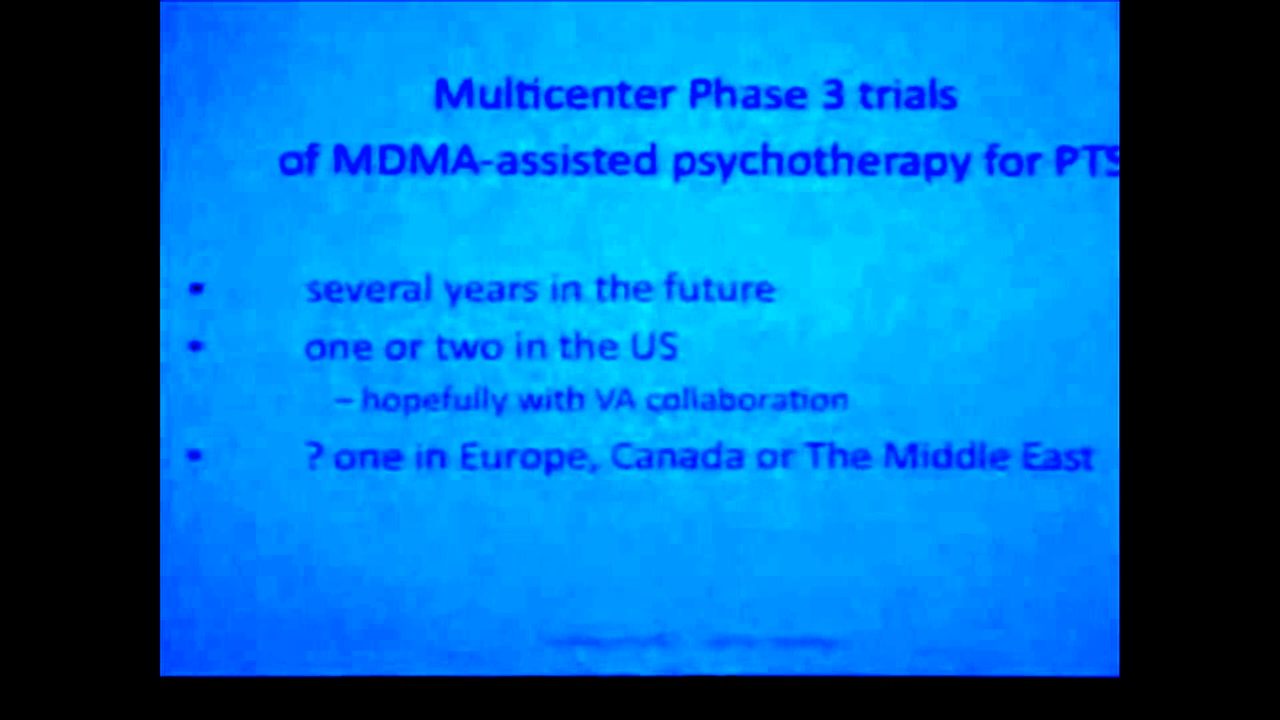 Multicenter Phase 3 trials
of MDMA-assisted psychotherapy for PTS
• several years in the future
• one or two in the US
– hopefully with VA collaboration
• ? one in Europe, Canada or The Middle East